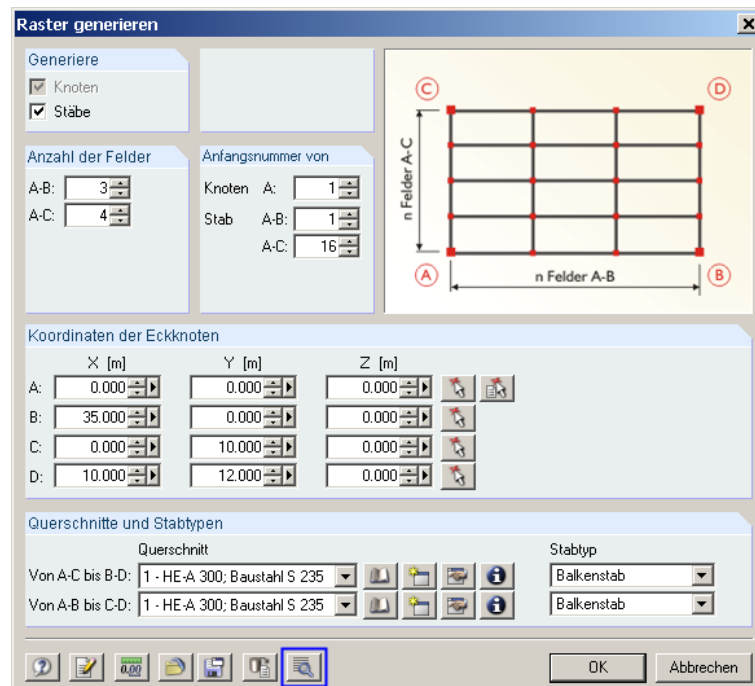 Raster generieren
Generiere
Knoten
Stäbe
Anzahl der Felder
A-B: 3
A-C: 4
Anfangsnummer von
Knoten A: 1
Stab A-B: 1
A-C: 16
C
D
n Felder A-C
A
n Felder A-B
B
Koordinaten der Eckknoten
X [m] Y [m] Z [m]
A: 0.000 0.000 0.000
B: 35.000 0.000 0.000
C: 0.000 10.000 0.000
D: 10.000 12.000 0.000
Querschnitte und Stabtypen
Querschnitt Stabtyp
Von A-C bis B-D: 1 - HE-A 300; Baustahl S 235 Balkenstab
Von A-B bis C-D: 1 - HE-A 300; Baustahl S 235 Balkenstab
0.00
OK Abbrechen